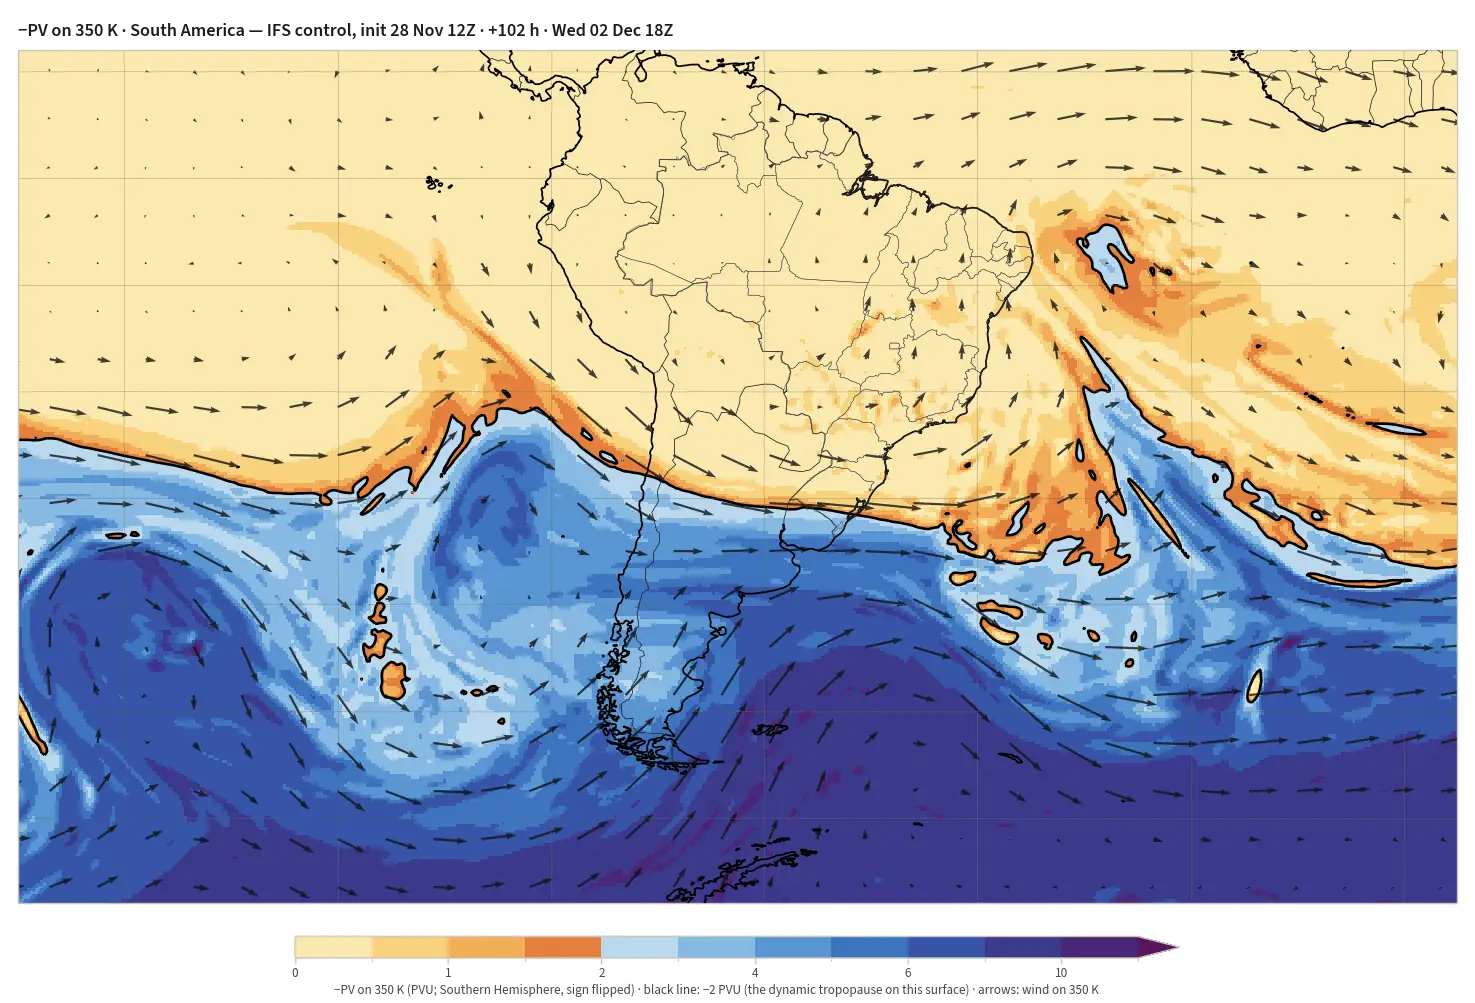 −PV on 350 K · South America — IFS control, init 28 Nov 12Z · +102 h · Wed 02 Dec 18Z
0 1 2 4 6 10
−PV on 350 K (PVU; Southern Hemisphere, sign flipped) · black line: −2 PVU (the dynamic tropopause on this surface) · arrows: wind on 350 K